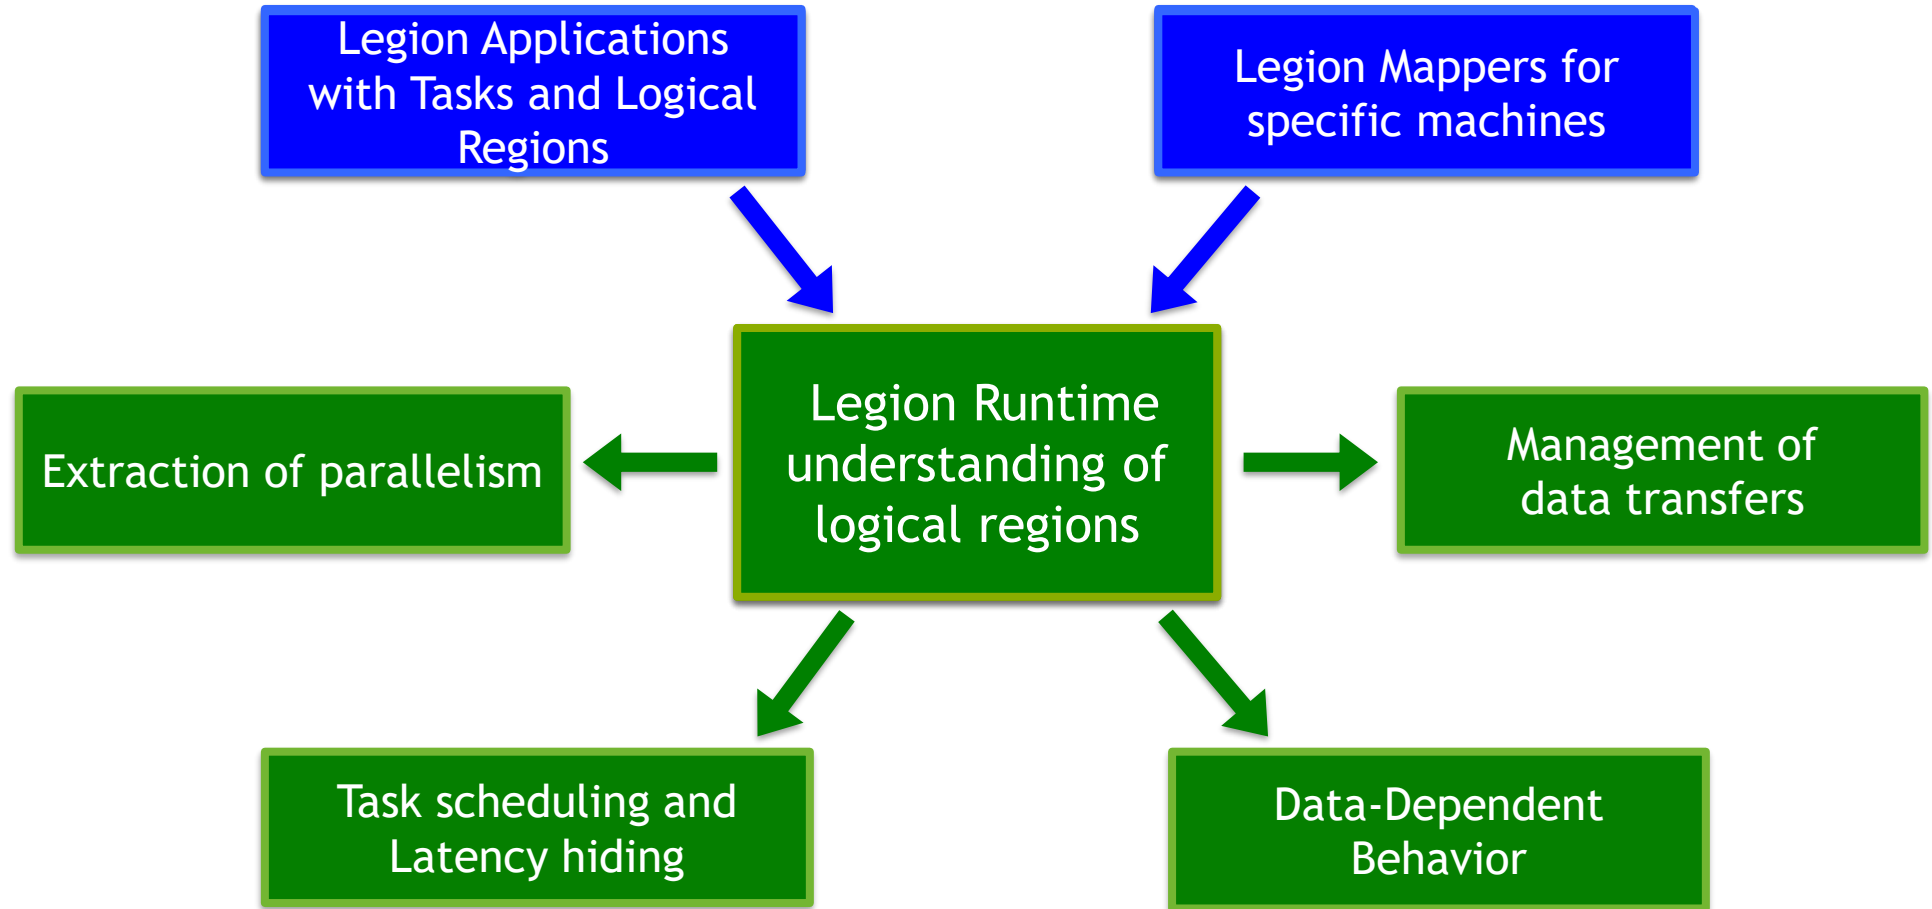 Legion Applications
with Tasks and Logical
Regions
Legion Mappers for
specific machines
Legion Runtime
understanding of
logical regions
Extraction of parallelism
Management of
data transfers
Task scheduling and
Latency hiding
Data-Dependent
Behavior